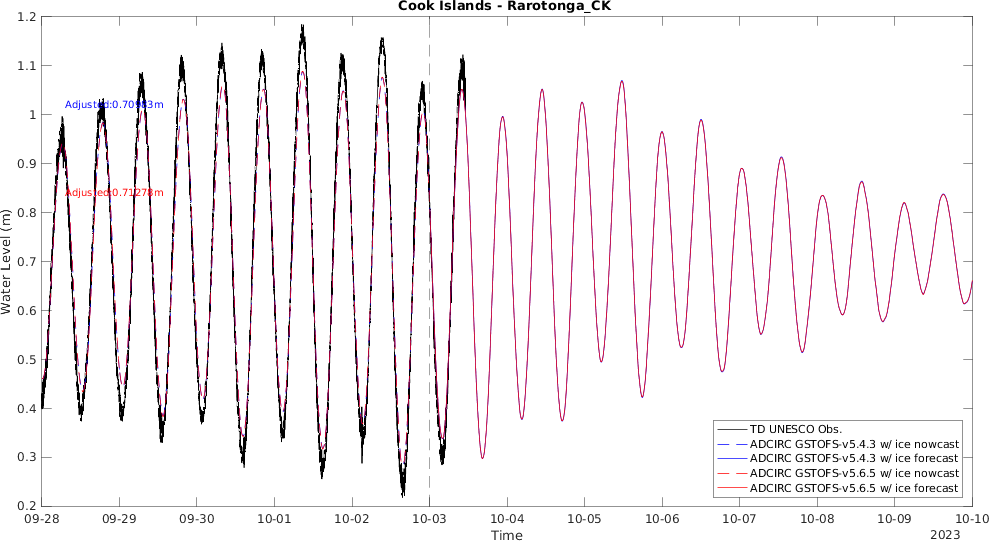 Cook Islands - Rarotonga_CK
1.2
1.1
1
0.9
0.8
0.7
0.6
0.5
0.4
0.3
0.2
Water Level (m)
Adjusted:0.70983m
Adjusted:0.71278m
TD UNESCO Obs.
ADCIRC GSTOFS-v5.4.3 w/ ice nowcast
ADCIRC GSTOFS-v5.4.3 w/ ice forecast
ADCIRC GSTOFS-v5.6.5 w/ ice nowcast
ADCIRC GSTOFS-v5.6.5 w/ ice forecast
09-28 09-29 09-30 10-01 10-02 10-03 10-04 10-05 10-06 10-07 10-08 10-09 10-10
Time
2023